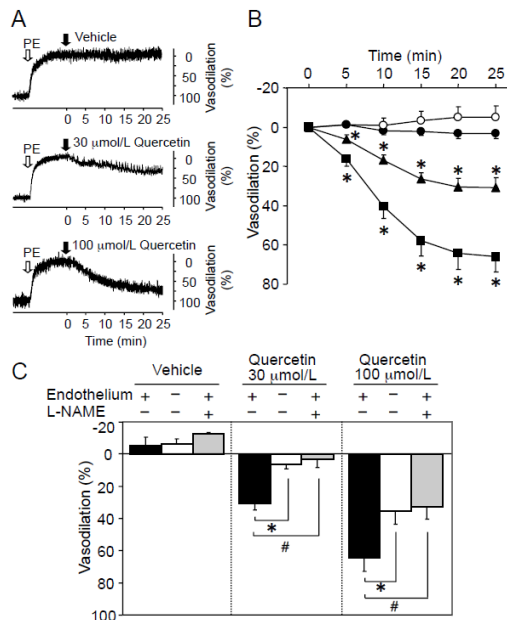 A
PE
Vehicle
0
50
100
Vasodilation
(%)
0 5 10 15 20 25
PE
30 μmol/L Quercetin
0
50
100
Vasodilation
(%)
0 5 10 15 20 25
PE
100 μmol/L Quercetin
0
50
100
Vasodilation
(%)
0 5 10 15 20 25
Time (min)
B
Time (min)
0 5 10 15 20 25
-20
0
20
40
60
80
Vasodilation (%)
* * * * *
* * * * *
C
Vehicle
Quercetin
30 μmol/L
Quercetin
100 μmol/L
Endothelium + − + + − + + − +
L-NAME − − + − − + − − +
-20
0
20
40
60
80
100
Vasodilation (%)
*
#
*
#